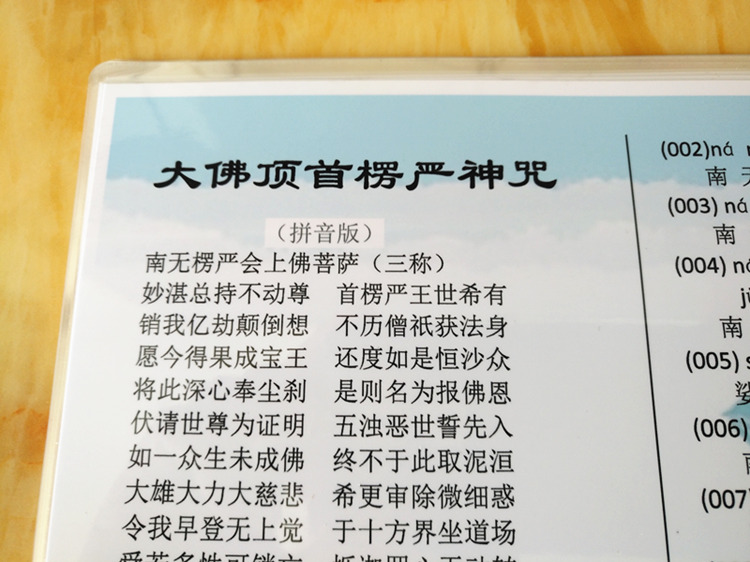 大佛顶首楞严神咒
（拼音版）
南无楞严会上佛菩萨（三称）
妙湛总持不动尊 首楞严王世希有
销我亿劫颠倒想 不历僧祇获法身
愿今得果成宝王 还度如是恒沙众
将此深心奉尘刹 是则名为报佛恩
伏请世尊为证明 五浊恶世誓先入
如一众生未成佛 终不于此取泥洹
大雄大力大慈悲 希更审除微细惑
令我早登无上觉 于十方界坐道场
(002)ná
南 无
(003) ná
南
(004) ná
南
(005) s
娑
(006)
(007